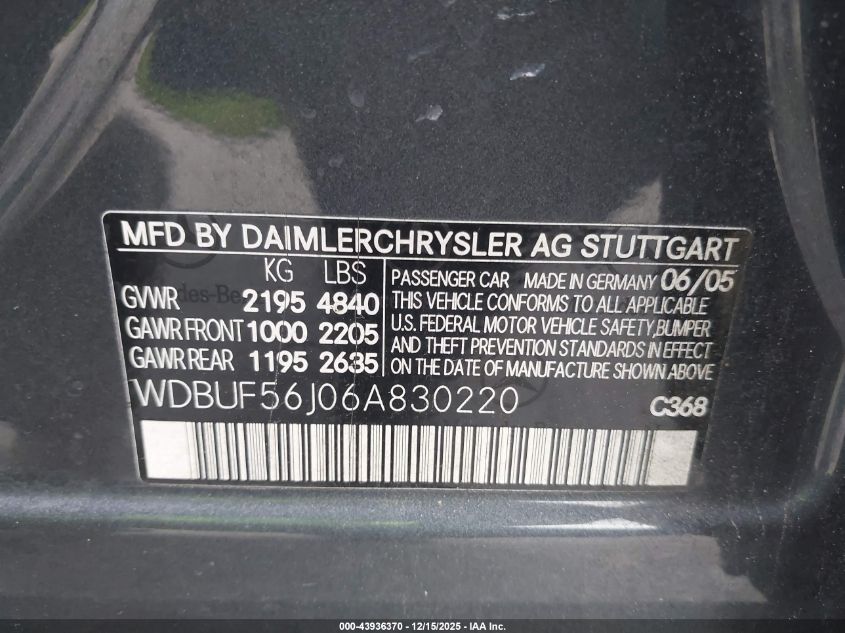 MFD BY DAIMLERCHRYSLER AG STUTTGART
KG LBS
GVWR 2195 4840
GAWR FRONT 1000 2205
GAWR REAR 1195 2635
PASSENGER CAR MADE IN GERMANY 06/05
THIS VEHICLE CONFORMS TO ALL APPLICABLE
U.S. FEDERAL MOTOR VEHICLE SAFETY,BUMPER
AND THEFT PREVENTION STANDARDS IN EFFECT
ON THE DATE OF MANUFACTURE SHOWN ABOVE
WDBUF56J06A830220
C368
000-43936370 - 12/15/2025 - IAA Inc.